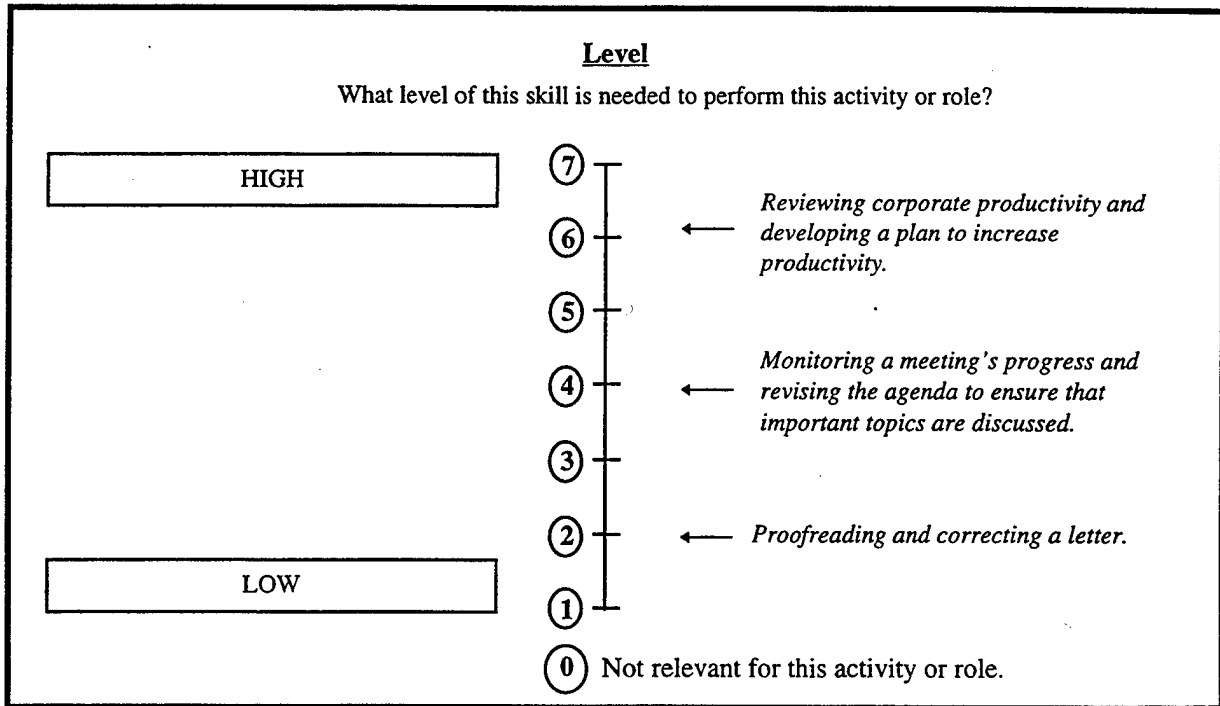 Level
What level of this skill is needed to perform this activity or role?
HIGH
7
Reviewing corporate productivity and
6
developing a plan to increase
productivity.
5
Monitoring a meeting's progress and
4
revising the agenda to ensure that
important topics are discussed.
3
2
Proofreading and correcting a letter.
LOW
1
0 Not relevant for this activity or role.